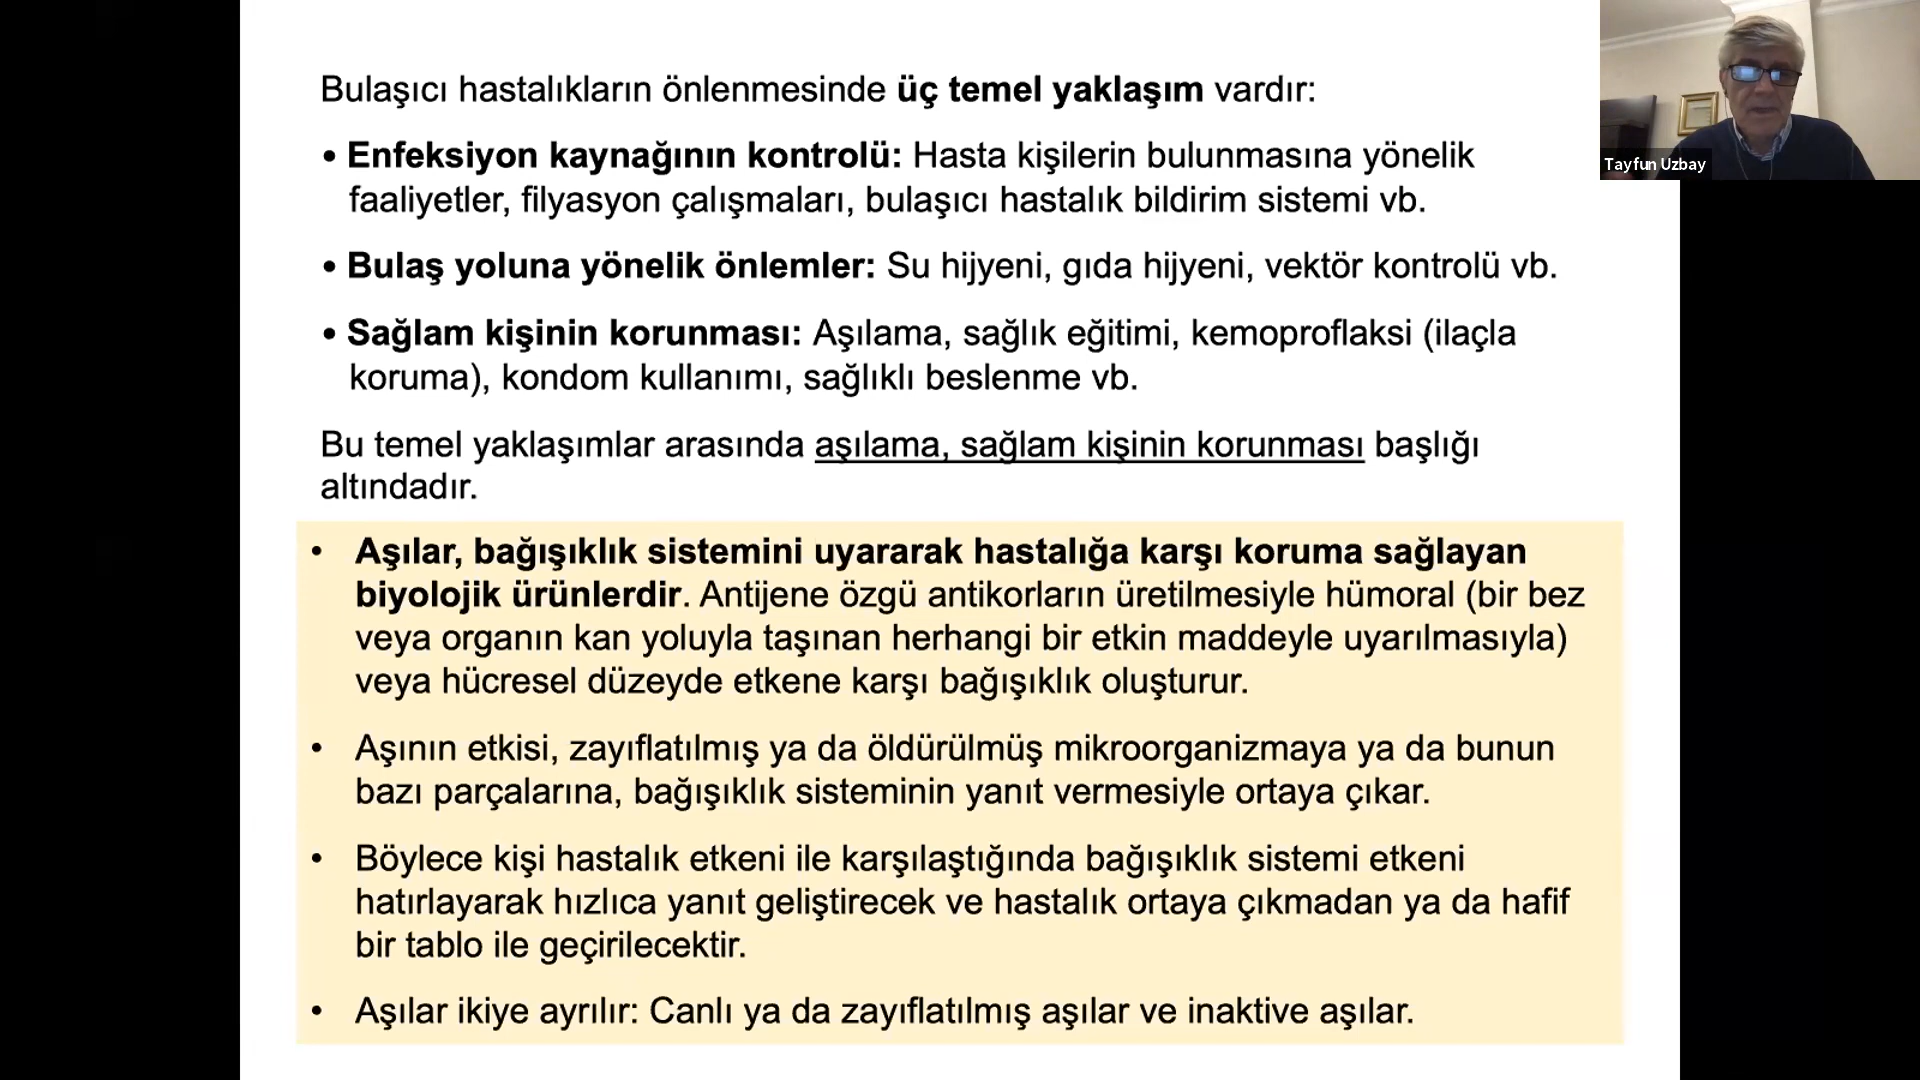 Bulaşıcı hastalıkların önlenmesinde üç temel yaklaşım vardır:
• Enfeksiyon kaynağının kontrolü: Hasta kişilerin bulunmasına yönelik
faaliyetler, filyasyon çalışmaları, bulaşıcı hastalık bildirim sistemi vb.
• Bulaş yoluna yönelik önlemler: Su hijyeni, gıda hijyeni, vektör kontrolü vb.
• Sağlam kişinin korunması: Aşılama, sağlık eğitimi, kemoproflaksi (ilaçla
koruma), kondom kullanımı, sağlıklı beslenme vb.
Bu temel yaklaşımlar arasında aşılama, sağlam kişinin korunması başlığı
altındadır.
• Aşılar, bağışıklık sistemini uyararak hastalığa karşı koruma sağlayan
biyolojik ürünlerdir. Antijene özgü antikorların üretilmesiyle hümoral (bir bez
veya organın kan yoluyla taşınan herhangi bir etkin maddeyle uyarılmasıyla)
veya hücresel düzeyde etkene karşı bağışıklık oluşturur.
• Aşının etkisi, zayıflatılmış ya da öldürülmüş mikroorganizmaya ya da bunun
bazı parçalarına, bağışıklık sisteminin yanıt vermesiyle ortaya çıkar.
• Böylece kişi hastalık etkeni ile karşılaştığında bağışıklık sistemi etkeni
hatırlayarak hızlıca yanıt geliştirecek ve hastalık ortaya çıkmadan ya da hafif
bir tablo ile geçirilecektir.
• Aşılar ikiye ayrılır: Canlı ya da zayıflatılmış aşılar ve inaktive aşılar.
Tayfun Uzbay